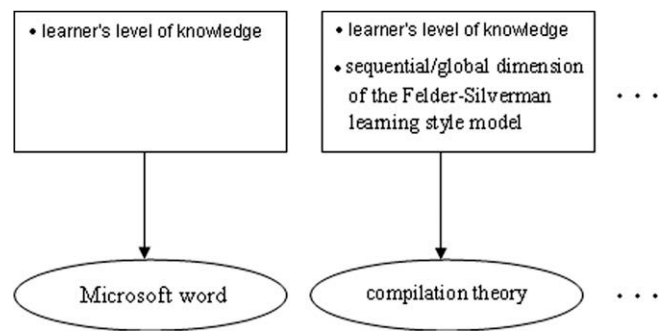 • learner's level of knowledge
• learner's level of knowledge
• sequential/global dimension
of the Felder-Silverman
learning style model
. . .
Microsoft word
compilation theory
. . .